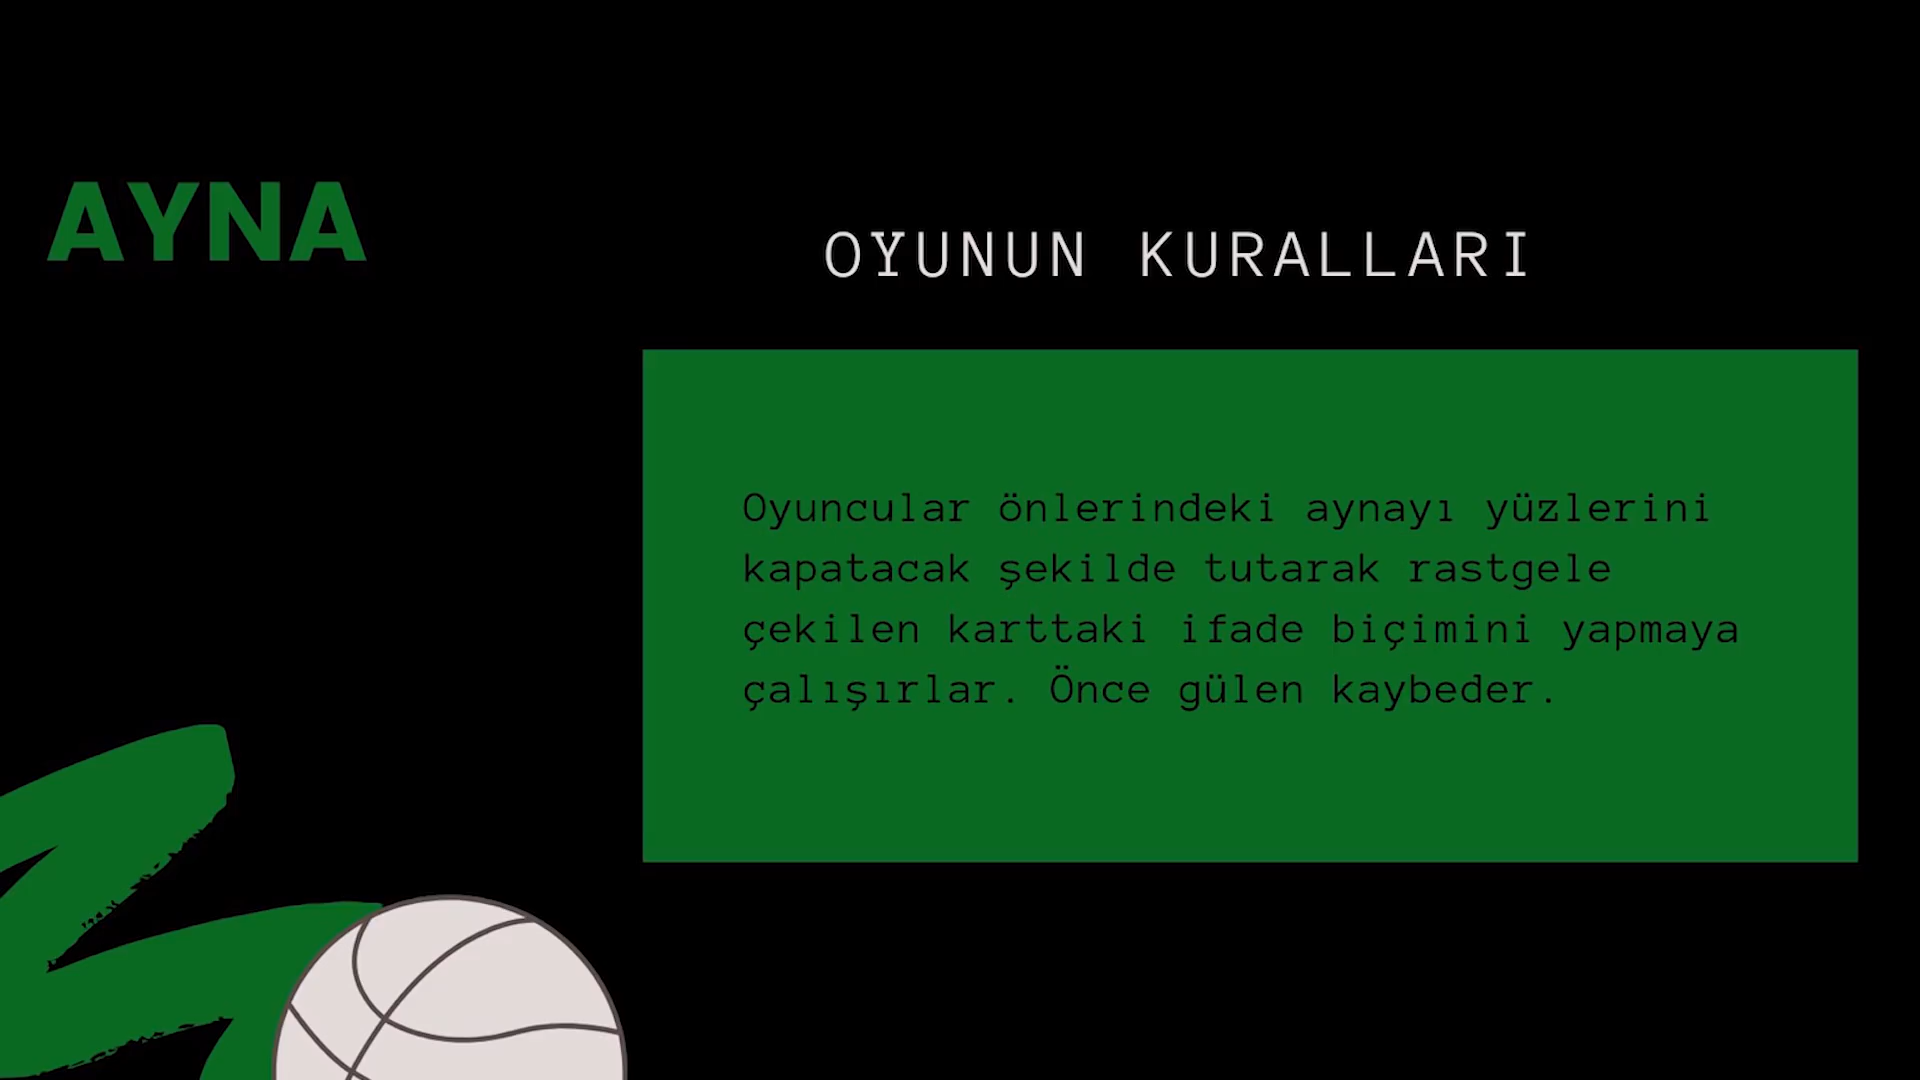 AYNA
OYUNUN KURALLARI
Oyuncular önlerindeki aynayı yüzlerini
kapatacak şekilde tutarak rastgele
çekilen karttaki ifade biçimini yapmaya
çalışırlar. Önce gülen kaybeder.